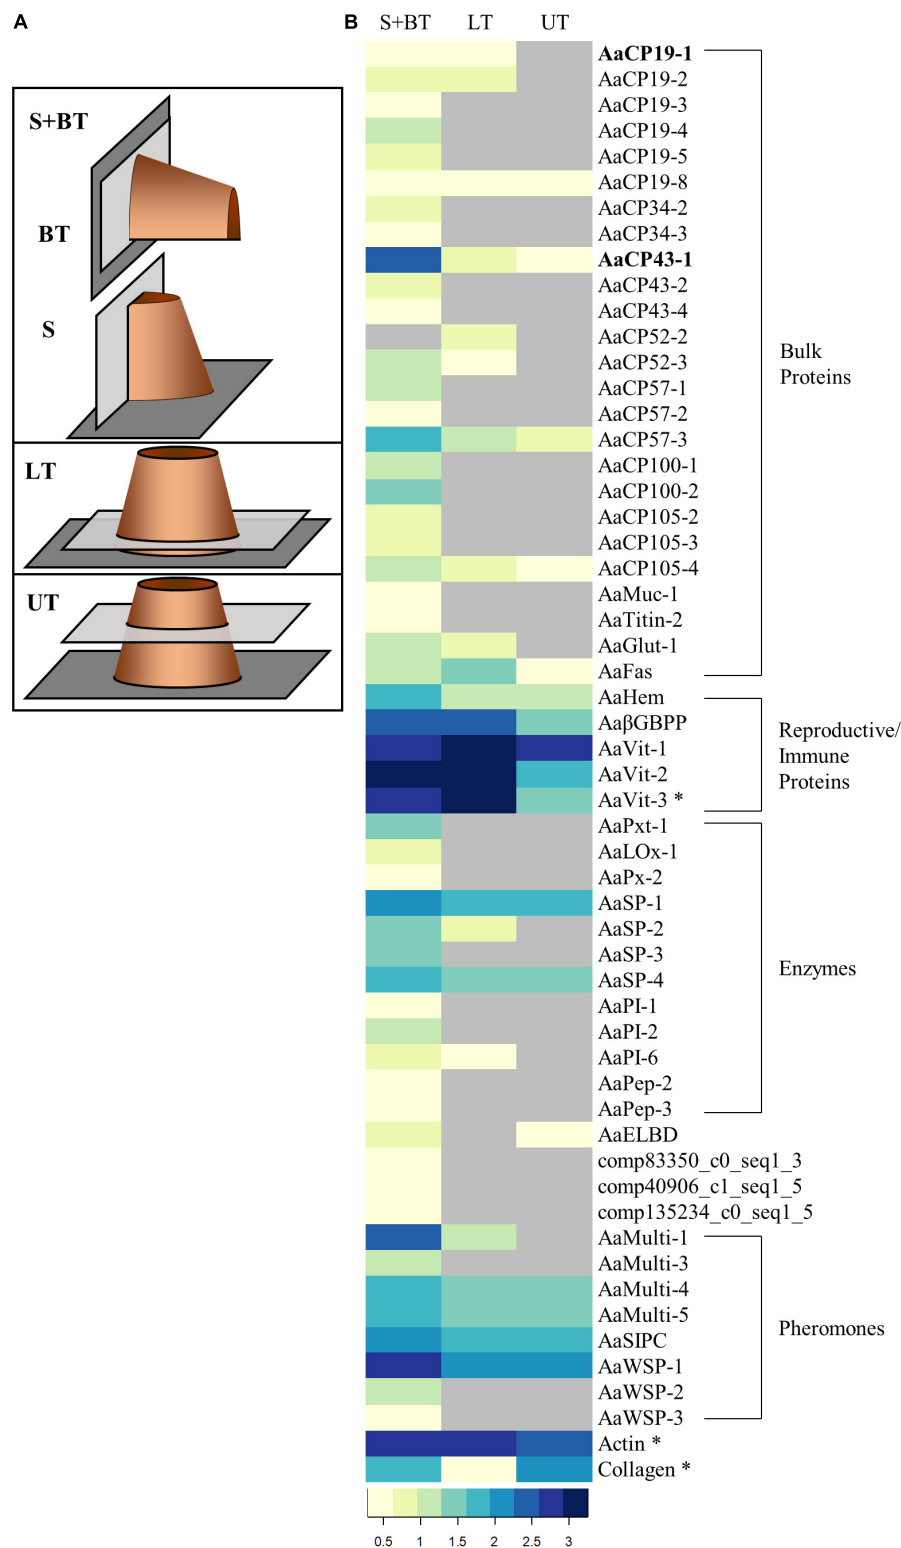 A
S+BT
BT
S
LT
UT
B
S+BT LT UT
AaCP19-1
AaCP19-2
AaCP19-3
AaCP19-4
AaCP19-5
AaCP19-8
AaCP34-2
AaCP34-3
AaCP43-1
AaCP43-2
AaCP43-4
AaCP52-2
AaCP52-3
AaCP57-1
AaCP57-2
AaCP57-3
AaCP100-1
AaCP100-2
AaCP105-2
AaCP105-3
AaCP105-4
AaMuc-1
AaTitin-2
AaGlut-1
AaFas
Bulk
Proteins
AaHem
AaβGBPP
AaVit-1
AaVit-2
AaVit-3 *
Reproductive/
Immune
Proteins
AaPxt-1
AaLOx-1
AaPx-2
AaSP-1
AaSP-2
AaSP-3
AaSP-4
AaPI-1
AaPI-2
AaPI-6
AaPep-2
AaPep-3
Enzymes
AaELBD
comp83350_c0_seq1_3
comp40906_c1_seq1_5
comp135234_c0_seq1_5
AaMulti-1
AaMulti-3
AaMulti-4
AaMulti-5
AaSIPC
AaWSP-1
AaWSP-2
AaWSP-3
Pheromones
Actin *
Collagen *
0.5 1 1.5 2 2.5 3